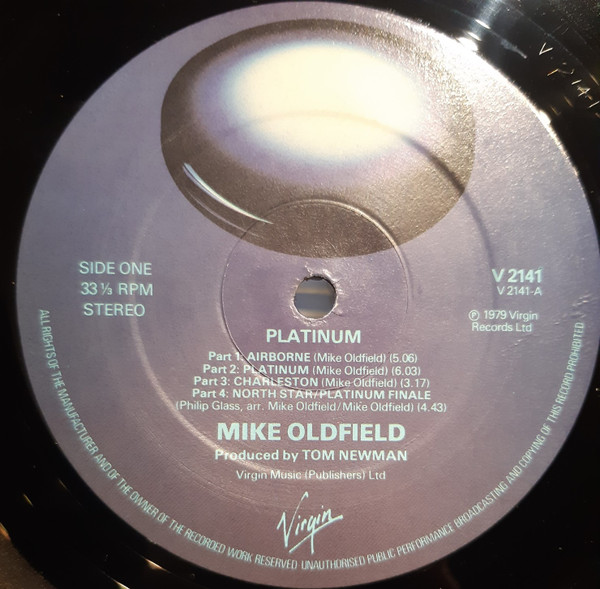 V 2141
SIDE ONE
33 ⅓ RPM
STEREO
V 2141
V 2141-A
℗ 1979 Virgin
Records Ltd
PLATINUM
Part 1: AIRBORNE (Mike Oldfield) (5.06)
Part 2: PLATINUM (Mike Oldfield) (6.03)
Part 3: CHARLESTON (Mike Oldfield) (3.17)
Part 4: NORTH STAR/PLATINUM FINALE
(Philip Glass, arr. Mike Oldfield/Mike Oldfield) (4.43)
MIKE OLDFIELD
Produced by TOM NEWMAN
Virgin Music (Publishers) Ltd
Virgin
ALL RIGHTS OF THE MANUFACTURER AND OF THE OWNER OF THE RECORDED WORK RESERVED UNAUTHORISED PUBLIC PERFORMANCE BROADCASTING AND COPYING OF THIS RECORD PROHIBITED